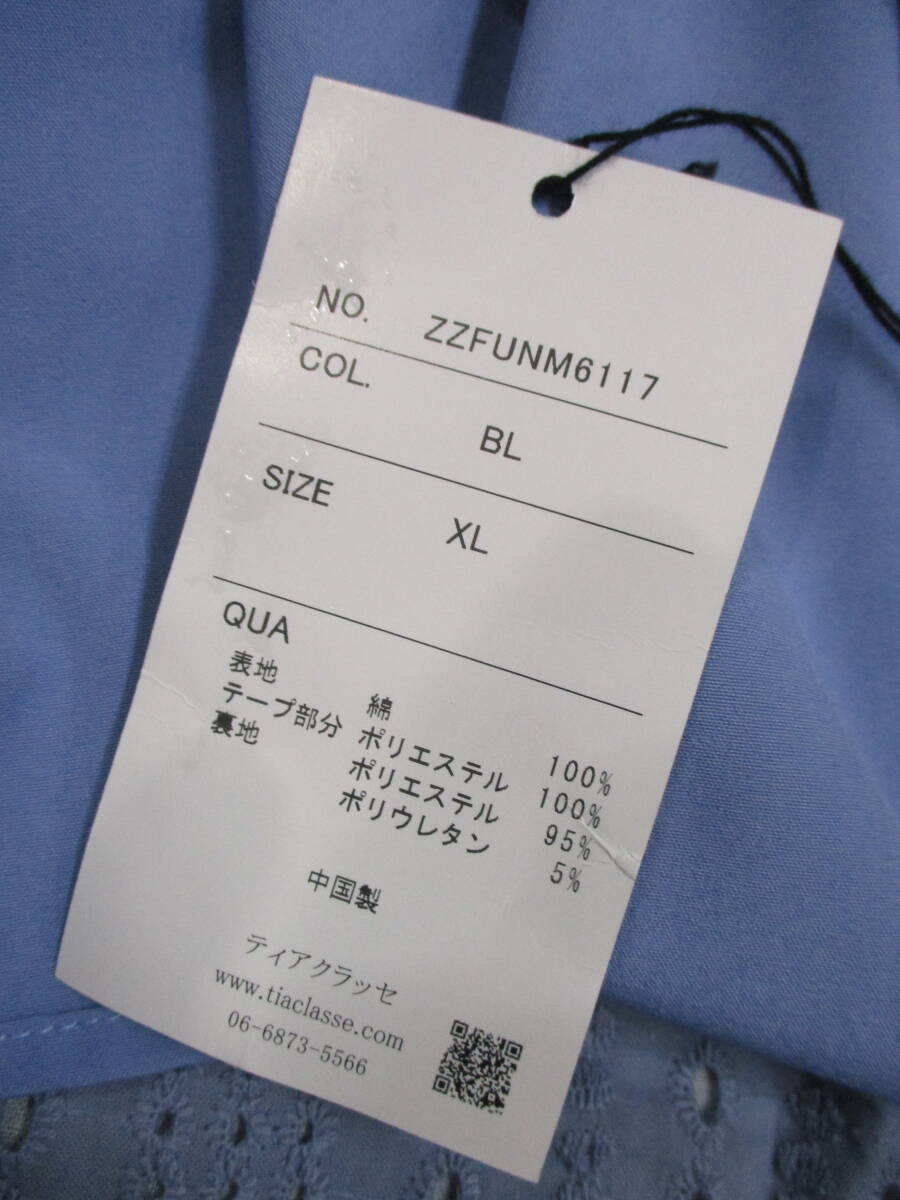 NO. ZZFUNM6117
COL. BL
SIZE XL
QUA
表地 綿 100%
テープ部分 ポリエステル 100%
裏地 ポリエステル 95%
ポリウレタン 5%
中国製
ティアクラッセ
www.tiaclasse.com
06-6873-5566